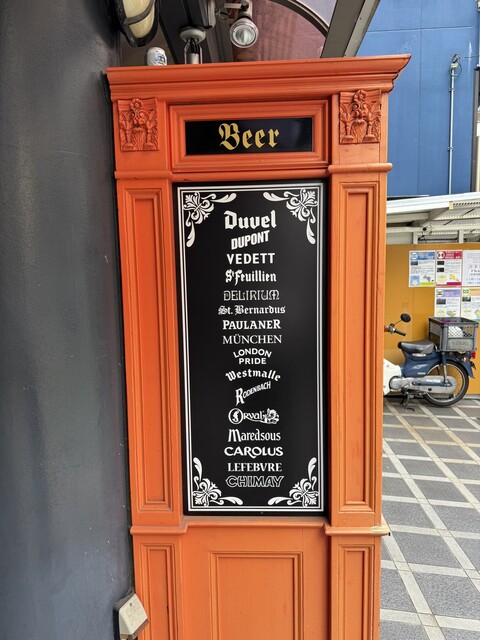 Beer
Duvel
DUPONT
VEDETT
St Feuillien
DELIRIUM
St. Bernardus
PAULANER
MÜNCHEN
LONDON
PRIDE
Westmalle
RODENBACH
ORVAL
Maredsous
CAROLUS
LEFEBVRE
CHIMAY